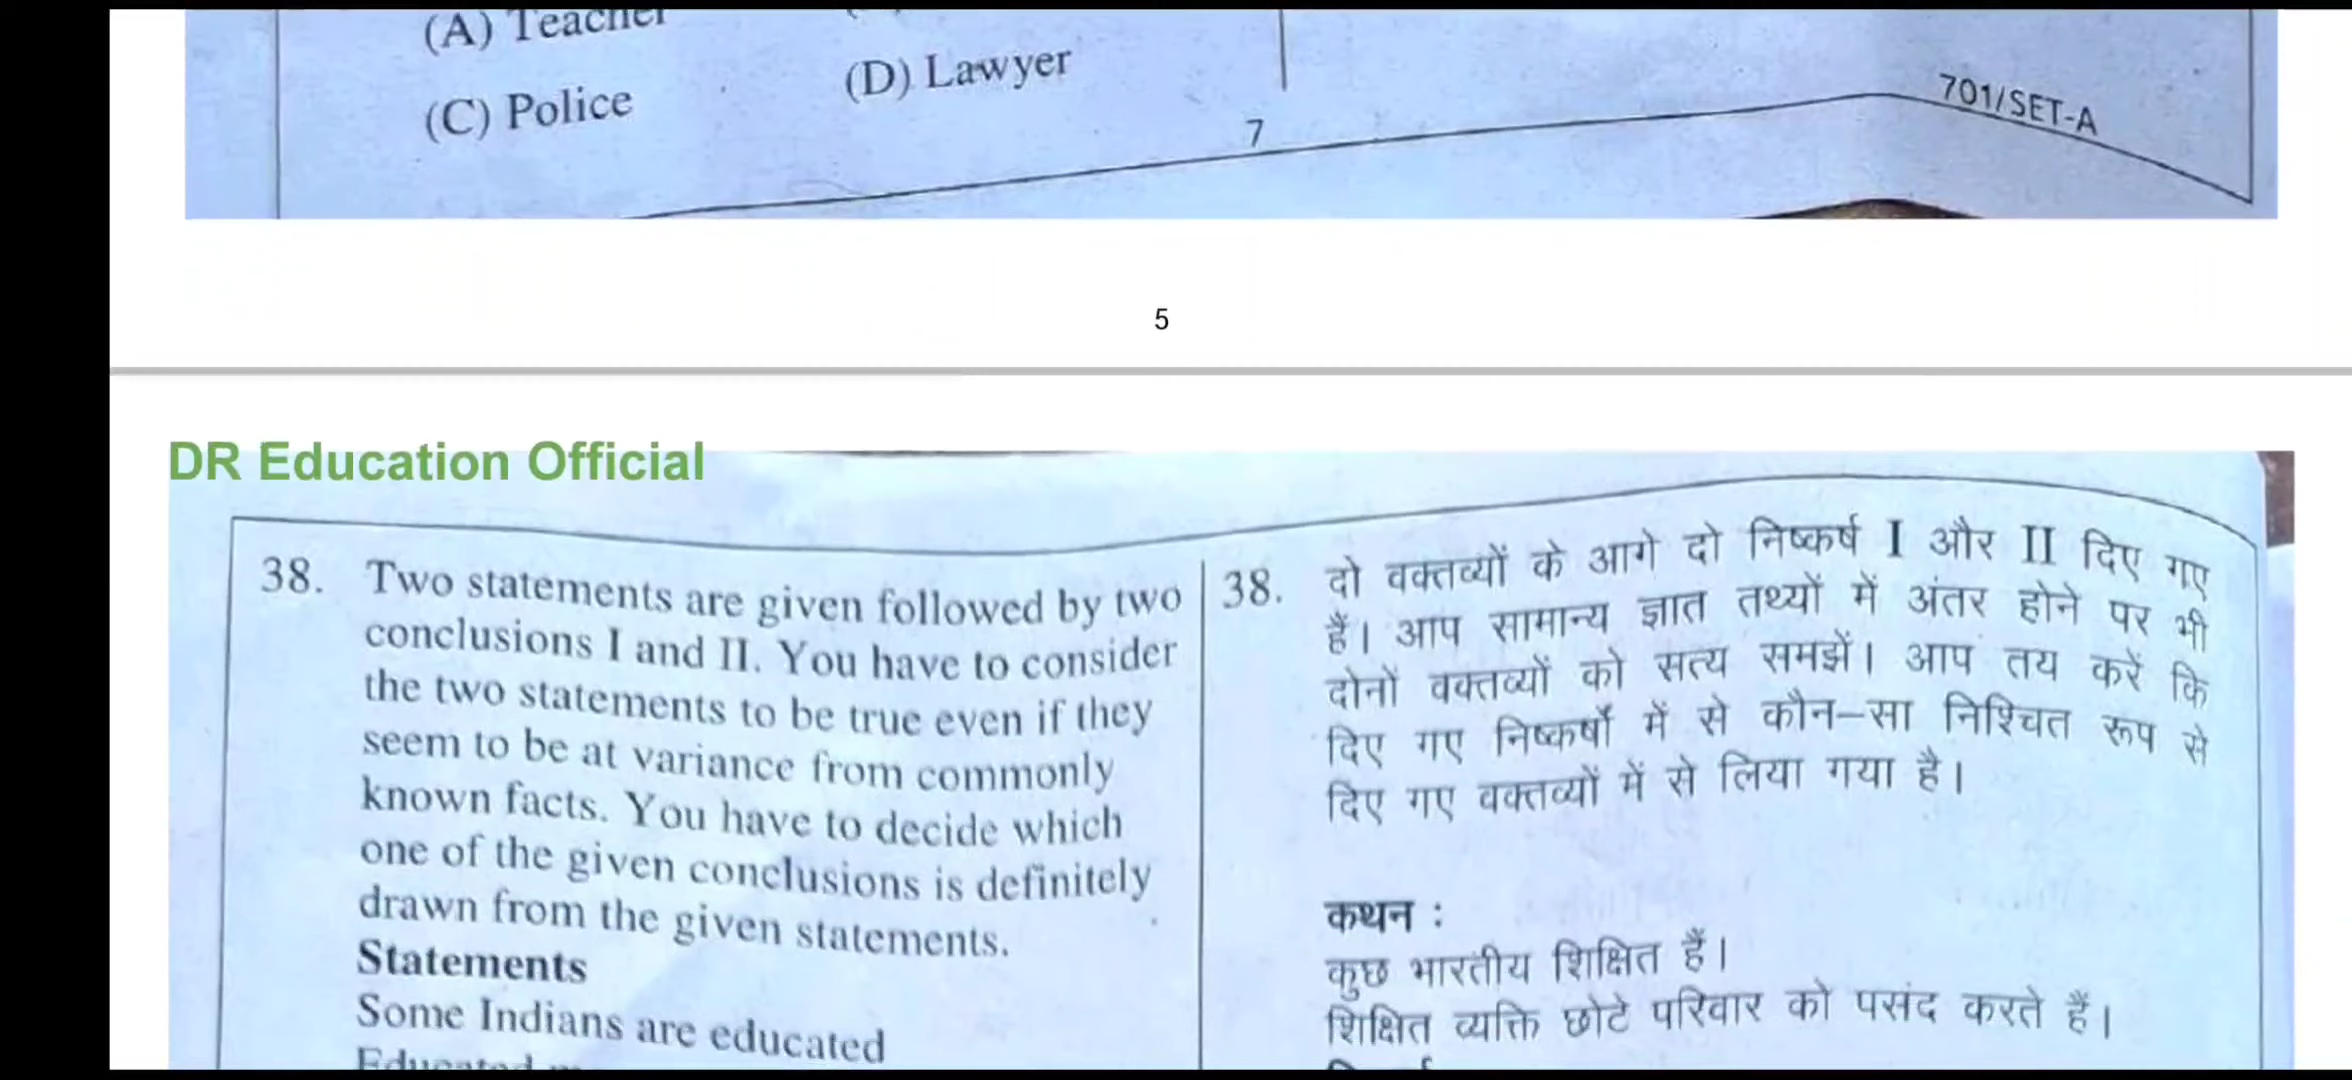 (A) Teacher
(C) Police
(D) Lawyer
7
701/SET-A
5
DR Education Official
38. Two statements are given followed by two
conclusions I and II. You have to consider
the two statements to be true even if they
seem to be at variance from commonly
known facts. You have to decide which
one of the given conclusions is definitely
drawn from the given statements.
Statements
Some Indians are educated
Educated
38. दो वक्तव्यों के आगे दो निष्कर्ष I और II दिए गए
हैं। आप सामान्य ज्ञात तथ्यों में अंतर होने पर भी
दोनों वक्तव्यों को सत्य समझें। आप तय करें कि
दिए गए निष्कर्षों में से कौन-सा निश्चित रूप से
दिए गए वक्तव्यों में से लिया गया है।
कथन :
कुछ भारतीय शिक्षित हैं।
शिक्षित व्यक्ति छोटे परिवार को पसंद करते हैं।